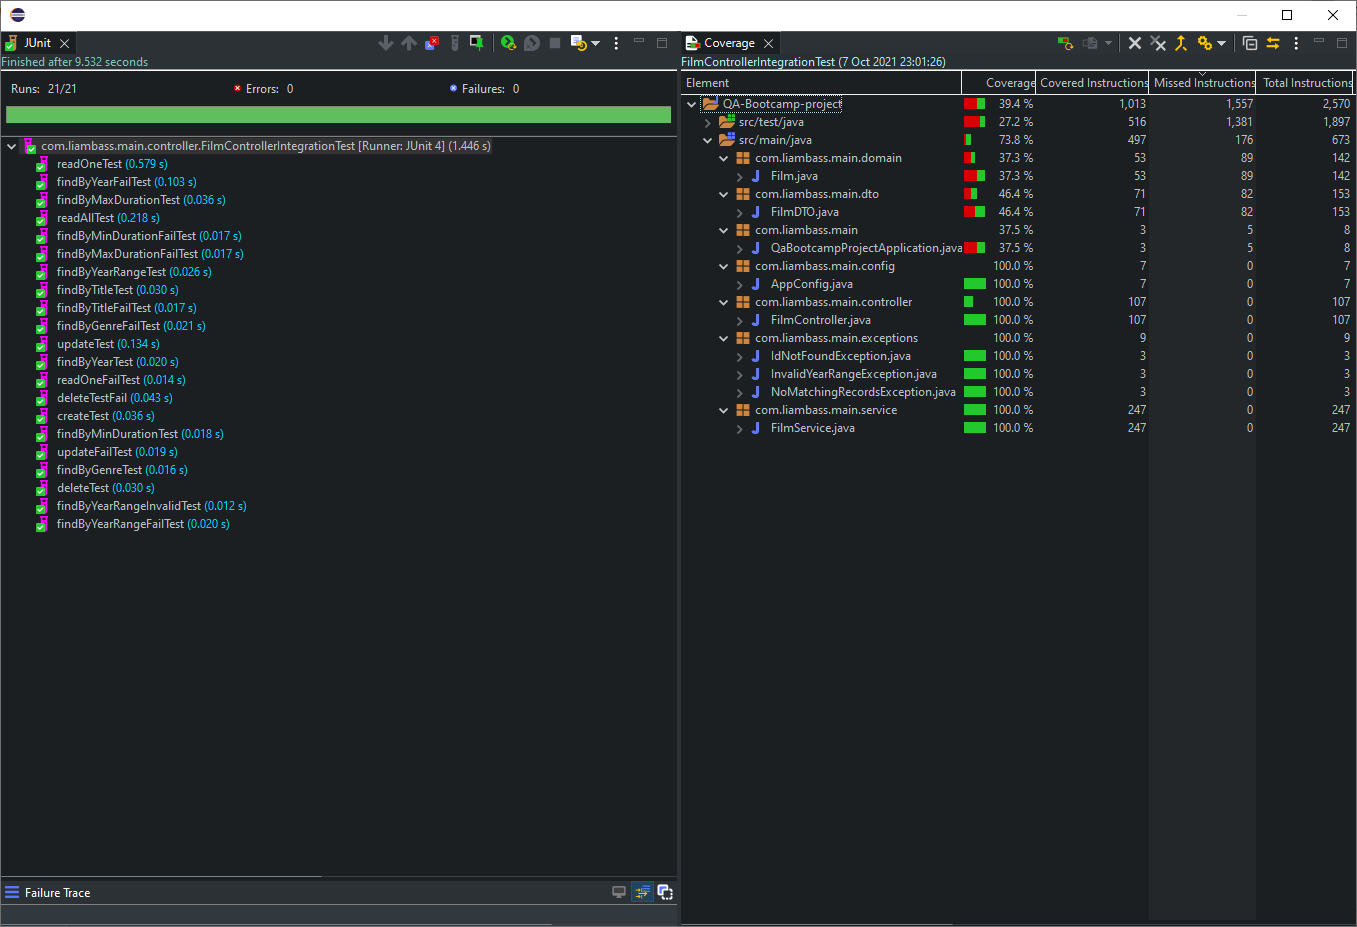 JUnit
Finished after 9.532 seconds
Runs: 21/21 Errors: 0 Failures: 0
com.liambass.main.controller.FilmControllerIntegrationTest [Runner: JUnit 4] (1.446 s)
readOneTest (0.579 s)
findByYearFailTest (0.103 s)
findByMaxDurationTest (0.036 s)
readAllTest (0.218 s)
findByMinDurationFailTest (0.017 s)
findByMaxDurationFailTest (0.017 s)
findByYearRangeTest (0.026 s)
findByTitleTest (0.030 s)
findByTitleFailTest (0.017 s)
findByGenreFailTest (0.021 s)
updateTest (0.134 s)
findByYearTest (0.020 s)
readOneFailTest (0.014 s)
deleteTestFail (0.043 s)
createTest (0.036 s)
findByMinDurationTest (0.018 s)
updateFailTest (0.019 s)
findByGenreTest (0.016 s)
deleteTest (0.030 s)
findByYearRangeInvalidTest (0.012 s)
findByYearRangeFailTest (0.020 s)
Failure Trace
Coverage
FilmControllerIntegrationTest (7 Oct 2021 23:01:26)
Element Coverage Covered Instructions Missed Instructions Total Instructions
QA-Bootcamp-project 39.4 % 1,013 1,557 2,570
src/test/java 27.2 % 516 1,381 1,897
src/main/java 73.8 % 497 176 673
com.liambass.main.domain 37.3 % 53 89 142
Film.java 37.3 % 53 89 142
com.liambass.main.dto 46.4 % 71 82 153
FilmDTO.java 46.4 % 71 82 153
com.liambass.main 37.5 % 3 5 8
QaBootcampProjectApplication.java 37.5 % 3 5 8
com.liambass.main.config 100.0 % 7 0 7
AppConfig.java 100.0 % 7 0 7
com.liambass.main.controller 100.0 % 107 0 107
FilmController.java 100.0 % 107 0 107
com.liambass.main.exceptions 100.0 % 9 0 9
IdNotFoundException.java 100.0 % 3 0 3
InvalidYearRangeException.java 100.0 % 3 0 3
NoMatchingRecordsException.java 100.0 % 3 0 3
com.liambass.main.service 100.0 % 247 0 247
FilmService.java 100.0 % 247 0 247